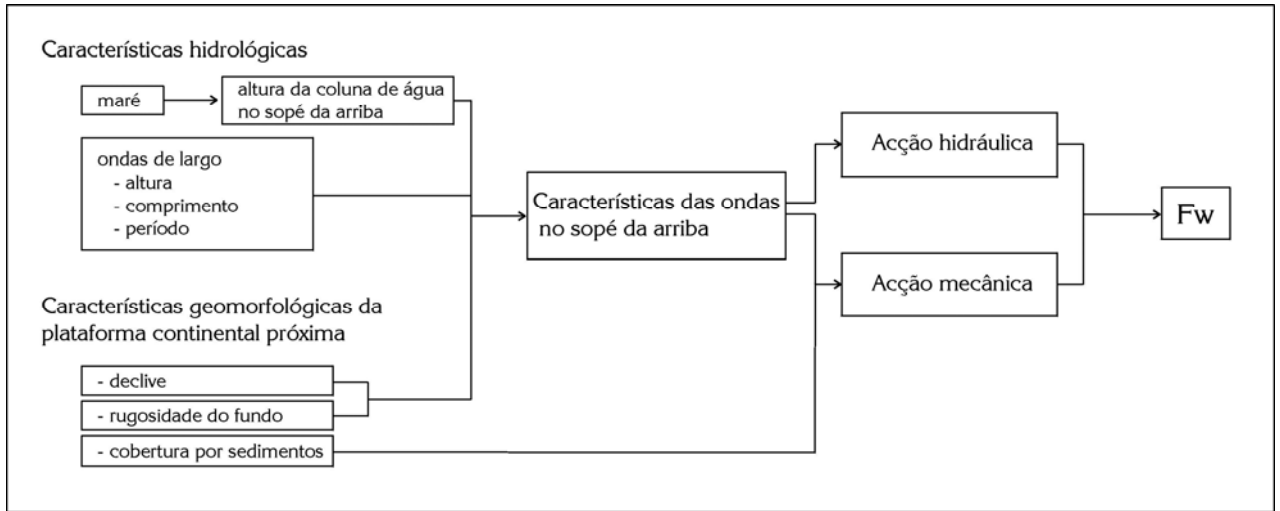 Características hidrológicas
maré
altura da coluna de água
no sopé da arriba
ondas de largo
- altura
- comprimento
- período
Características geomorfológicas da
plataforma continental próxima
- declive
- rugosidade do fundo
- cobertura por sedimentos
Características das ondas
no sopé da arriba
Acção hidráulica
Acção mecânica
Fw